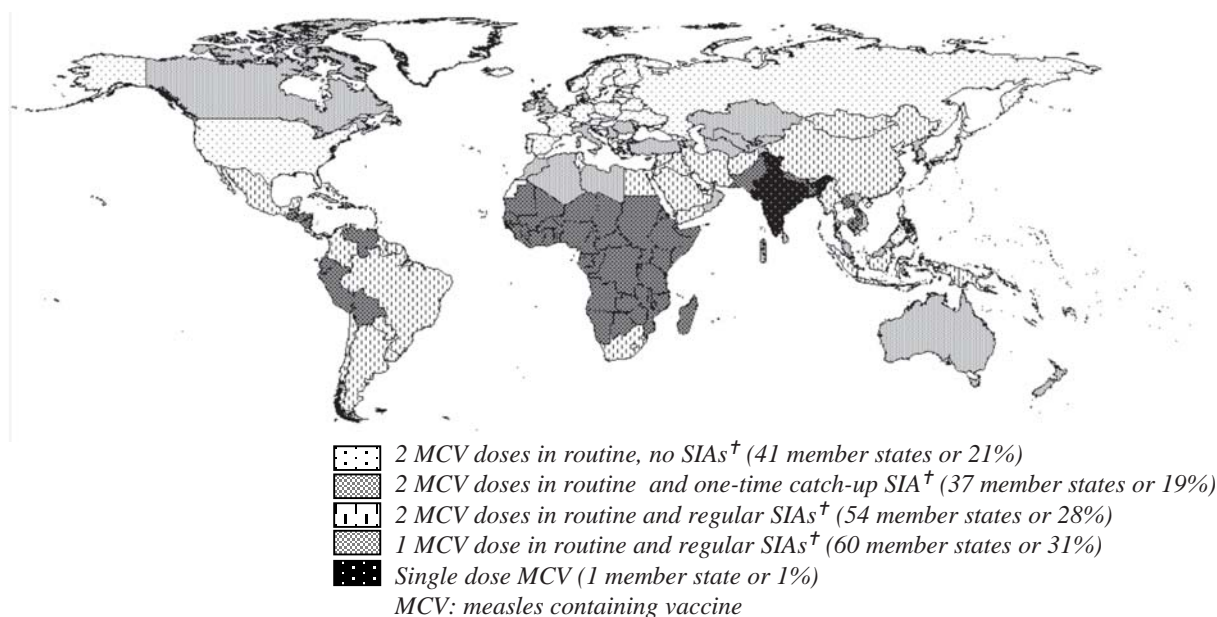 2 MCV doses in routine, no SIAs† (41 member states or 21%)
2 MCV doses in routine and one-time catch-up SIA† (37 member states or 19%)
2 MCV doses in routine and regular SIAs† (54 member states or 28%)
1 MCV dose in routine and regular SIAs† (60 member states or 31%)
Single dose MCV (1 member state or 1%)
MCV: measles containing vaccine